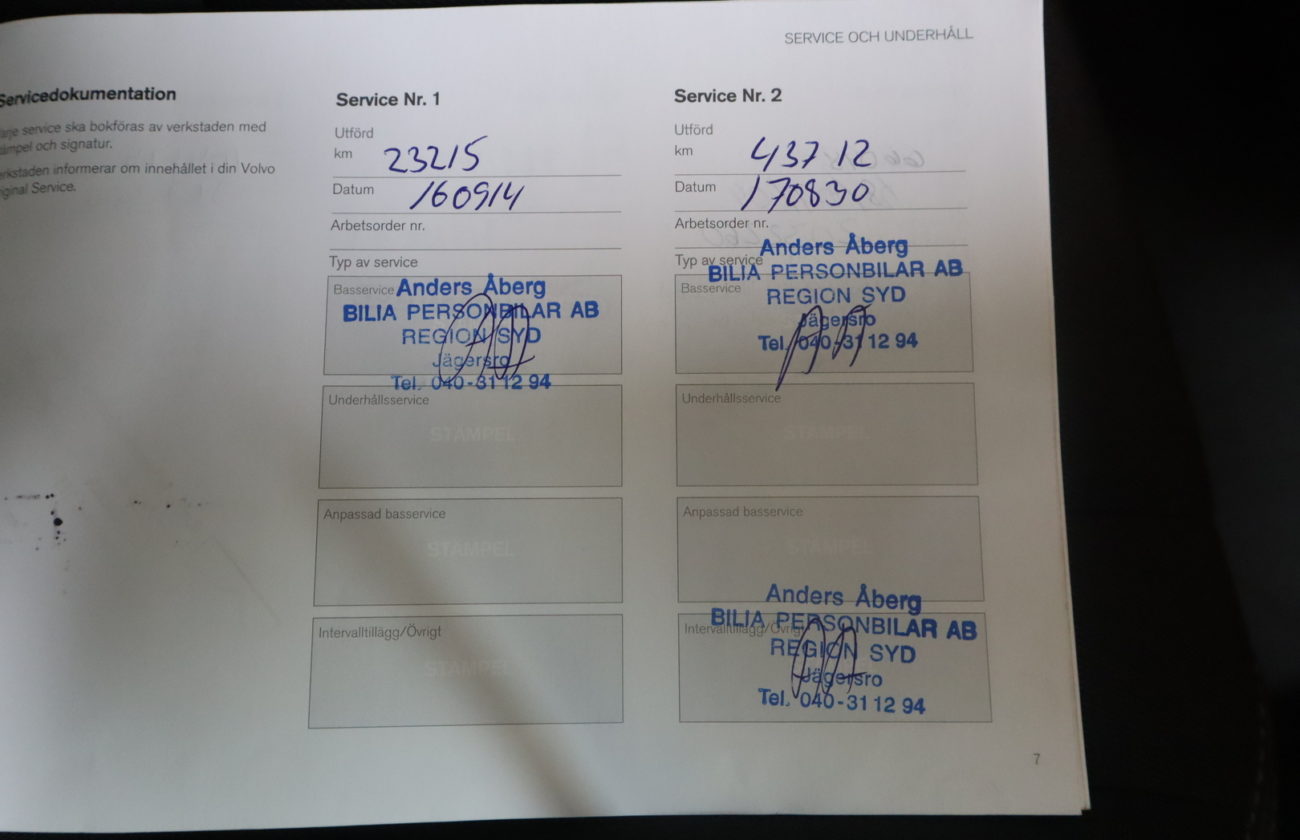 SERVICE OCH UNDERHÅLL
Servicedokumentation
service ska bokföras av verkstaden med
och signatur.
informerar om innehållet i din Volvo
Service.
Service Nr. 1
Utförd
km 23215
Datum 160914
Arbetsorder nr.
Typ av service
Basservice Anders Åberg
BILIA PERSONBILAR AB
REGION SYD
Jägersro
Tel. 040-31 12 94
Underhållsservice
STÄMPEL
Anpassad basservice
STÄMPEL
Intervalltillägg/Övrigt
STÄMPEL
Service Nr. 2
Utförd
km 43712
Datum 170830
Arbetsorder nr.
Anders Åberg
Typ av service
BILIA PERSONBILAR AB
Basservice
REGION SYD
Jägersro
Tel. 040-31 12 94
Underhållsservice
STÄMPEL
Anpassad basservice
STÄMPEL
Anders Åberg
BILIA PERSONBILAR AB
Intervalltillägg/Övrigt
REGION SYD
Jägersro
Tel. 040-31 12 94
7